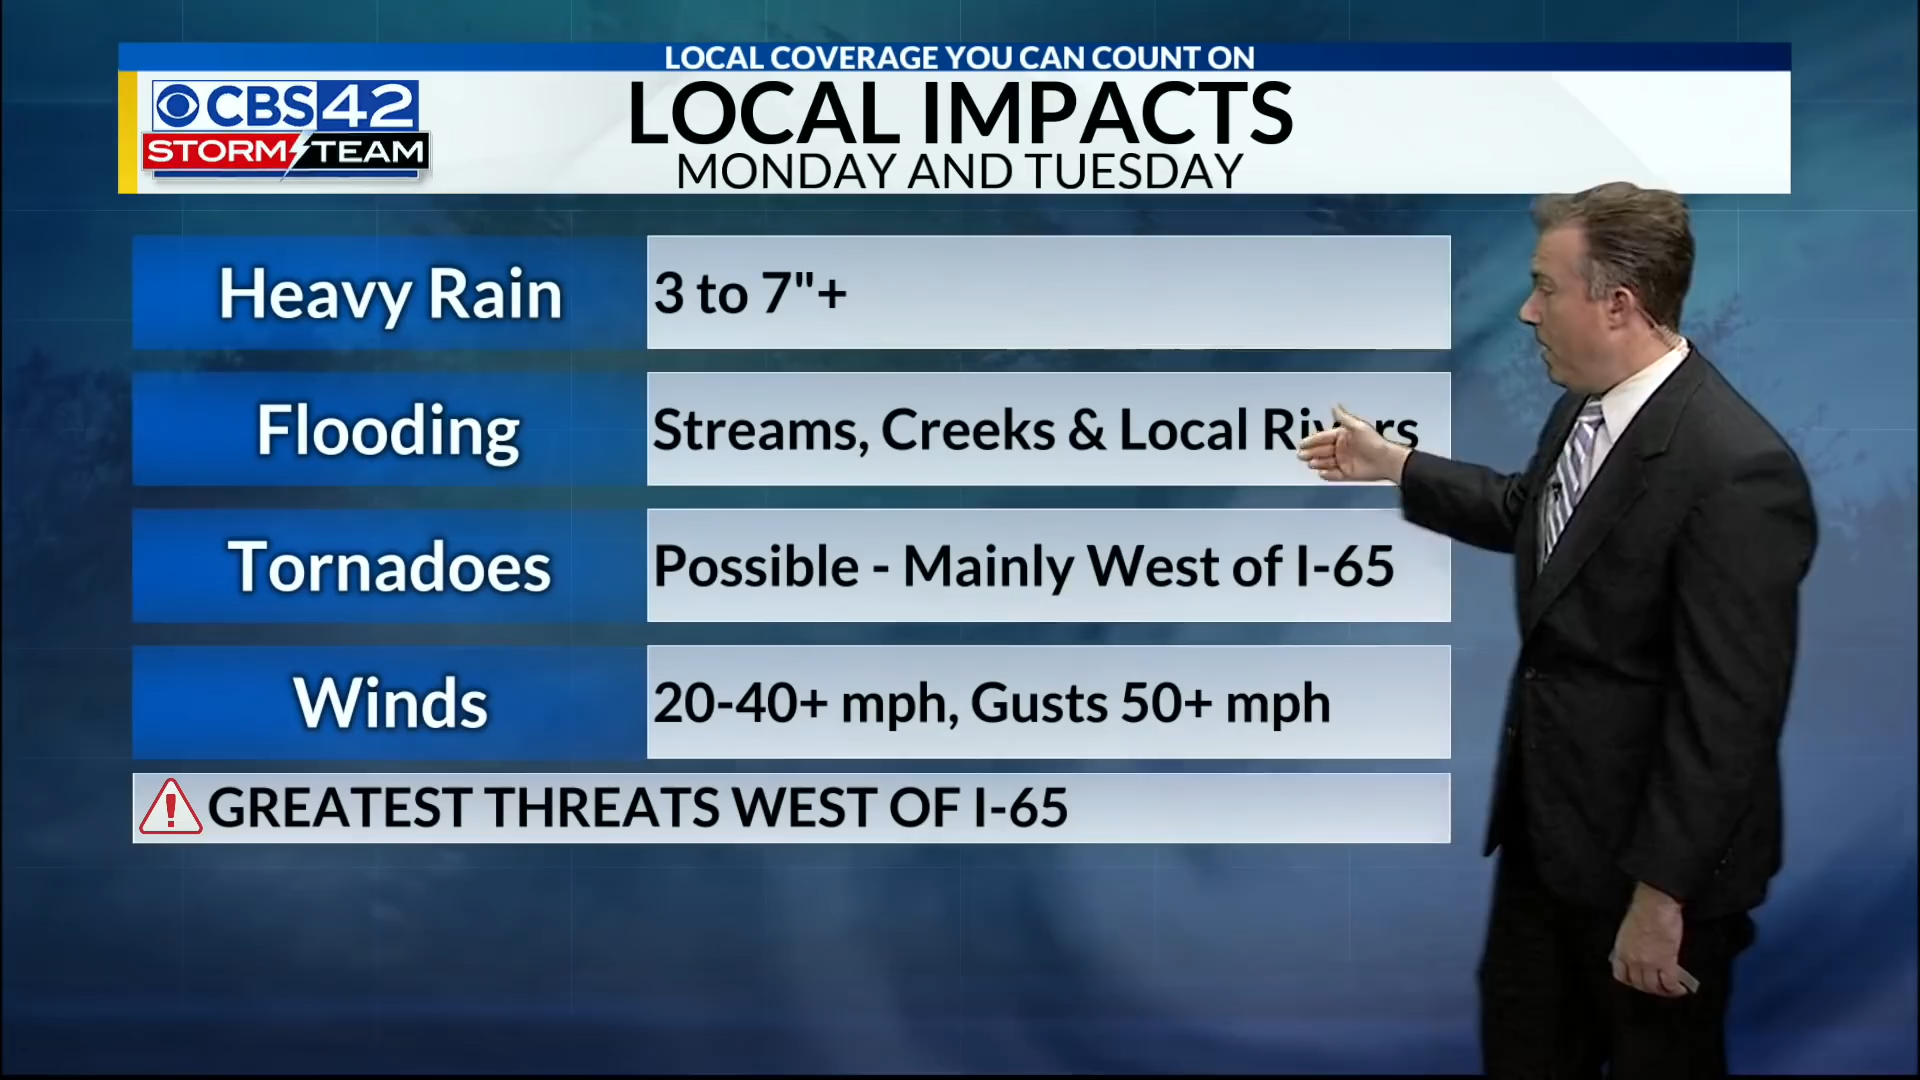 LOCAL COVERAGE YOU CAN COUNT ON
CBS 42
STORM TEAM
LOCAL IMPACTS
MONDAY AND TUESDAY
Heavy Rain
3 to 7"+
Flooding
Streams, Creeks & Local Rivers
Tornadoes
Possible - Mainly West of I-65
Winds
20-40+ mph, Gusts 50+ mph
GREATEST THREATS WEST OF I-65